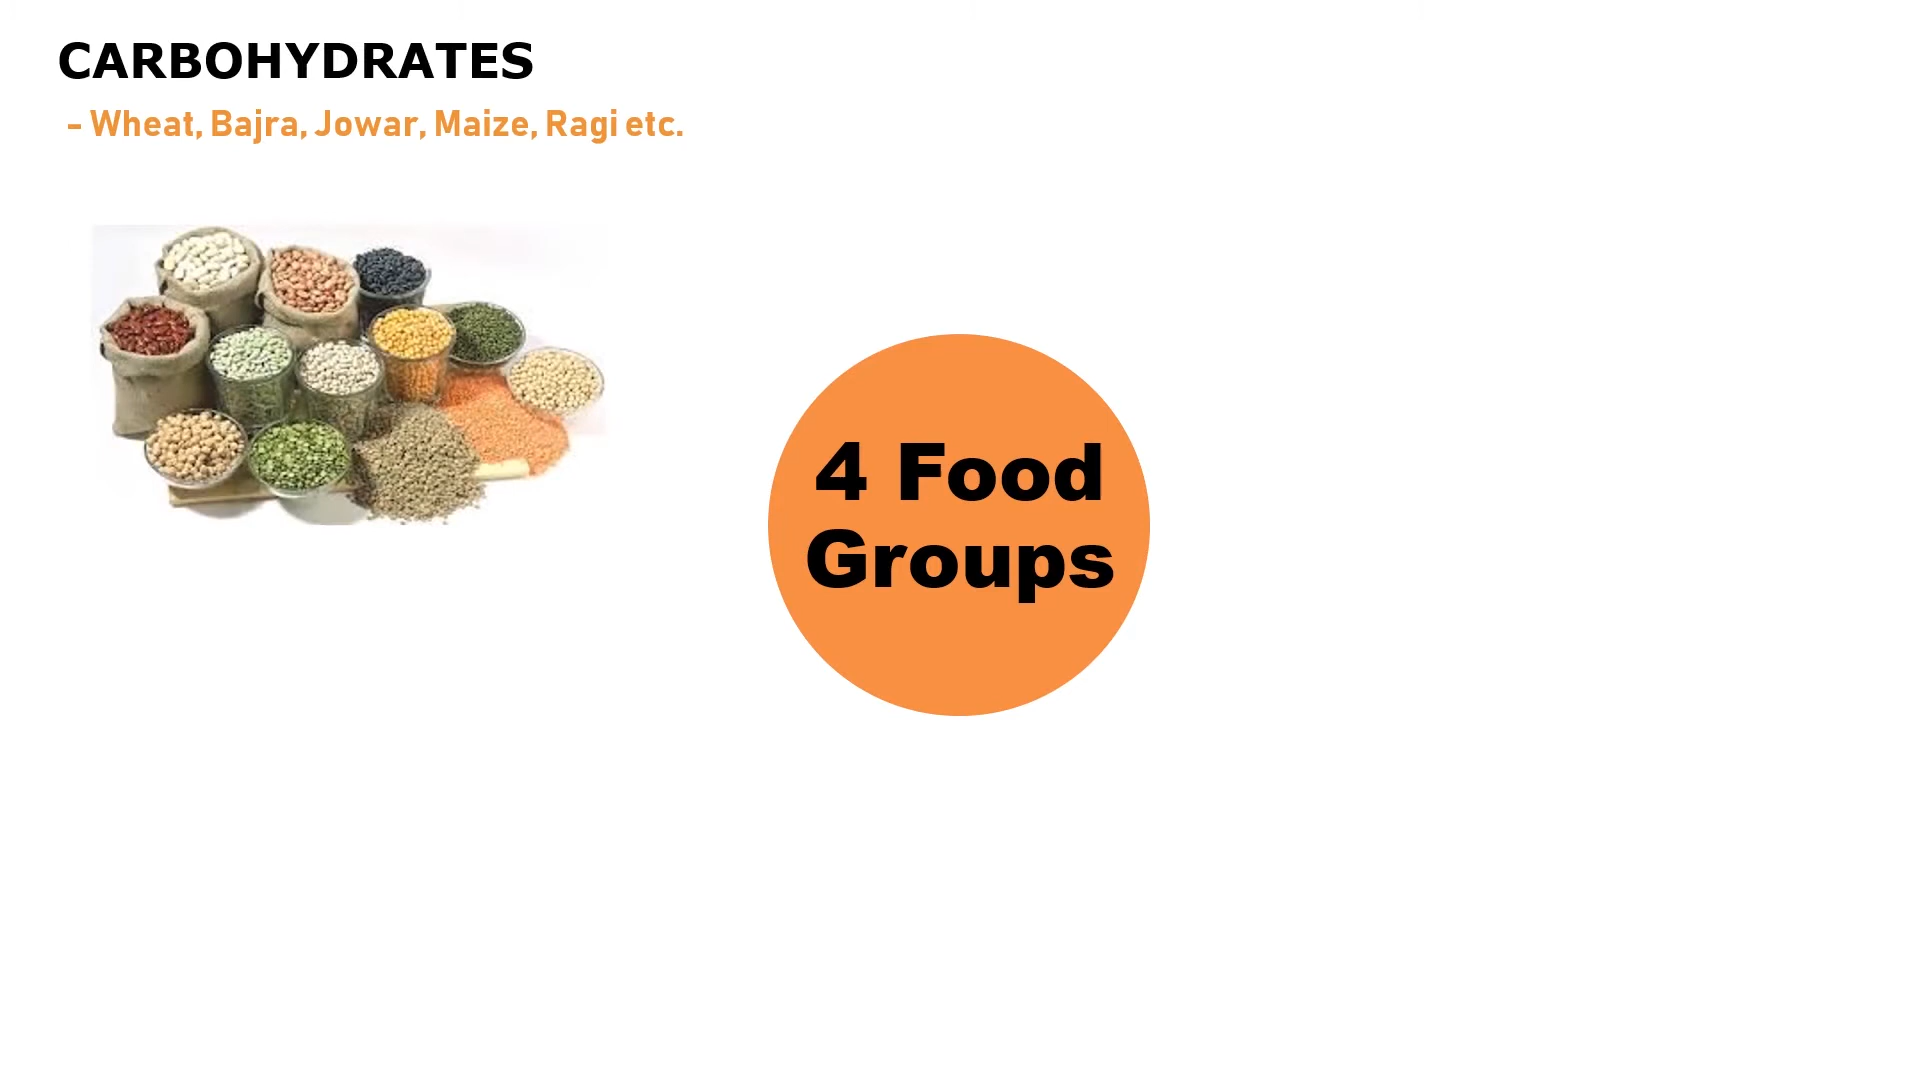 CARBOHYDRATES
- Wheat, Bajra, Jowar, Maize, Ragi etc.
4 Food
Groups